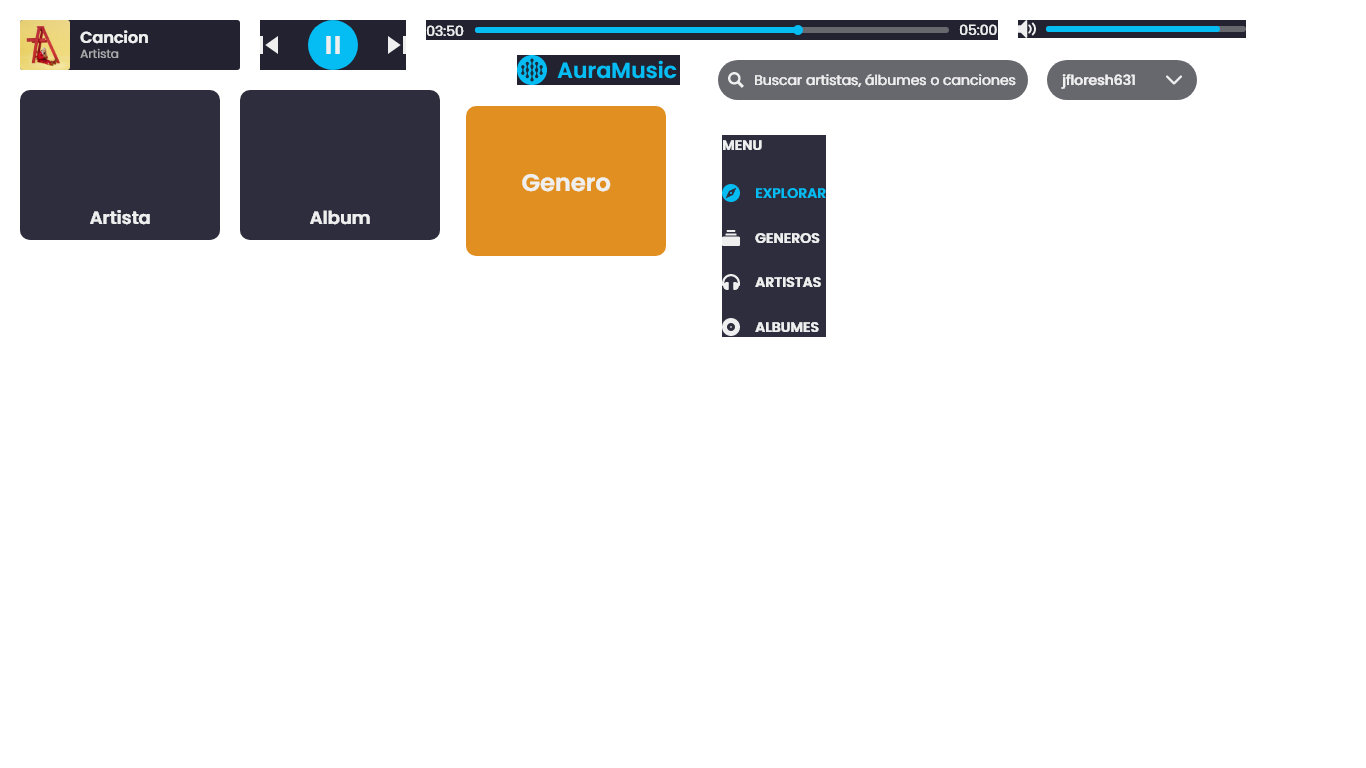 Cancion
Artista
03:50
05:00
AuraMusic
Buscar artistas, álbumes o canciones
jfloresh631
Artista
Album
Genero
MENU
EXPLORAR
GENEROS
ARTISTAS
ALBUMES